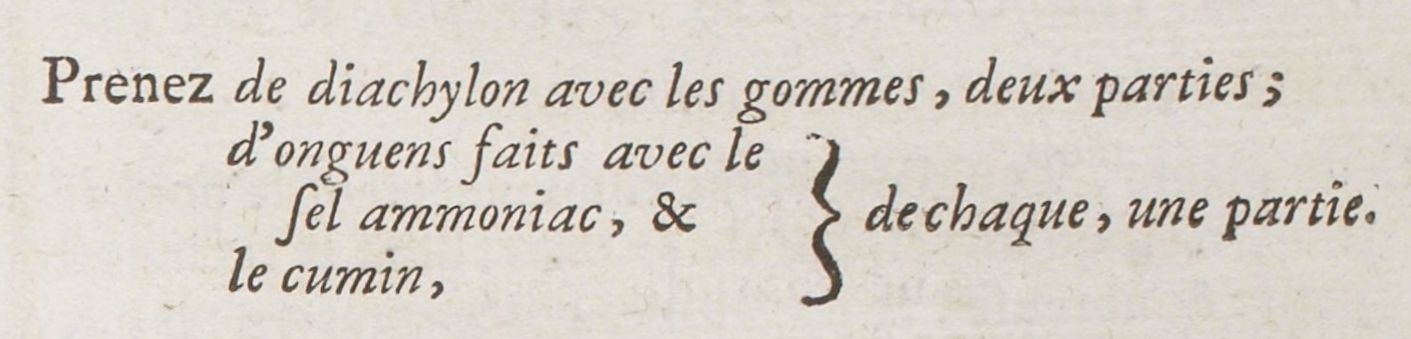 Prenez de diachylon avec les gommes, deux parties;
d'onguens faits avec le
ſel ammoniac, & } de chaque, une partie.
le cumin,